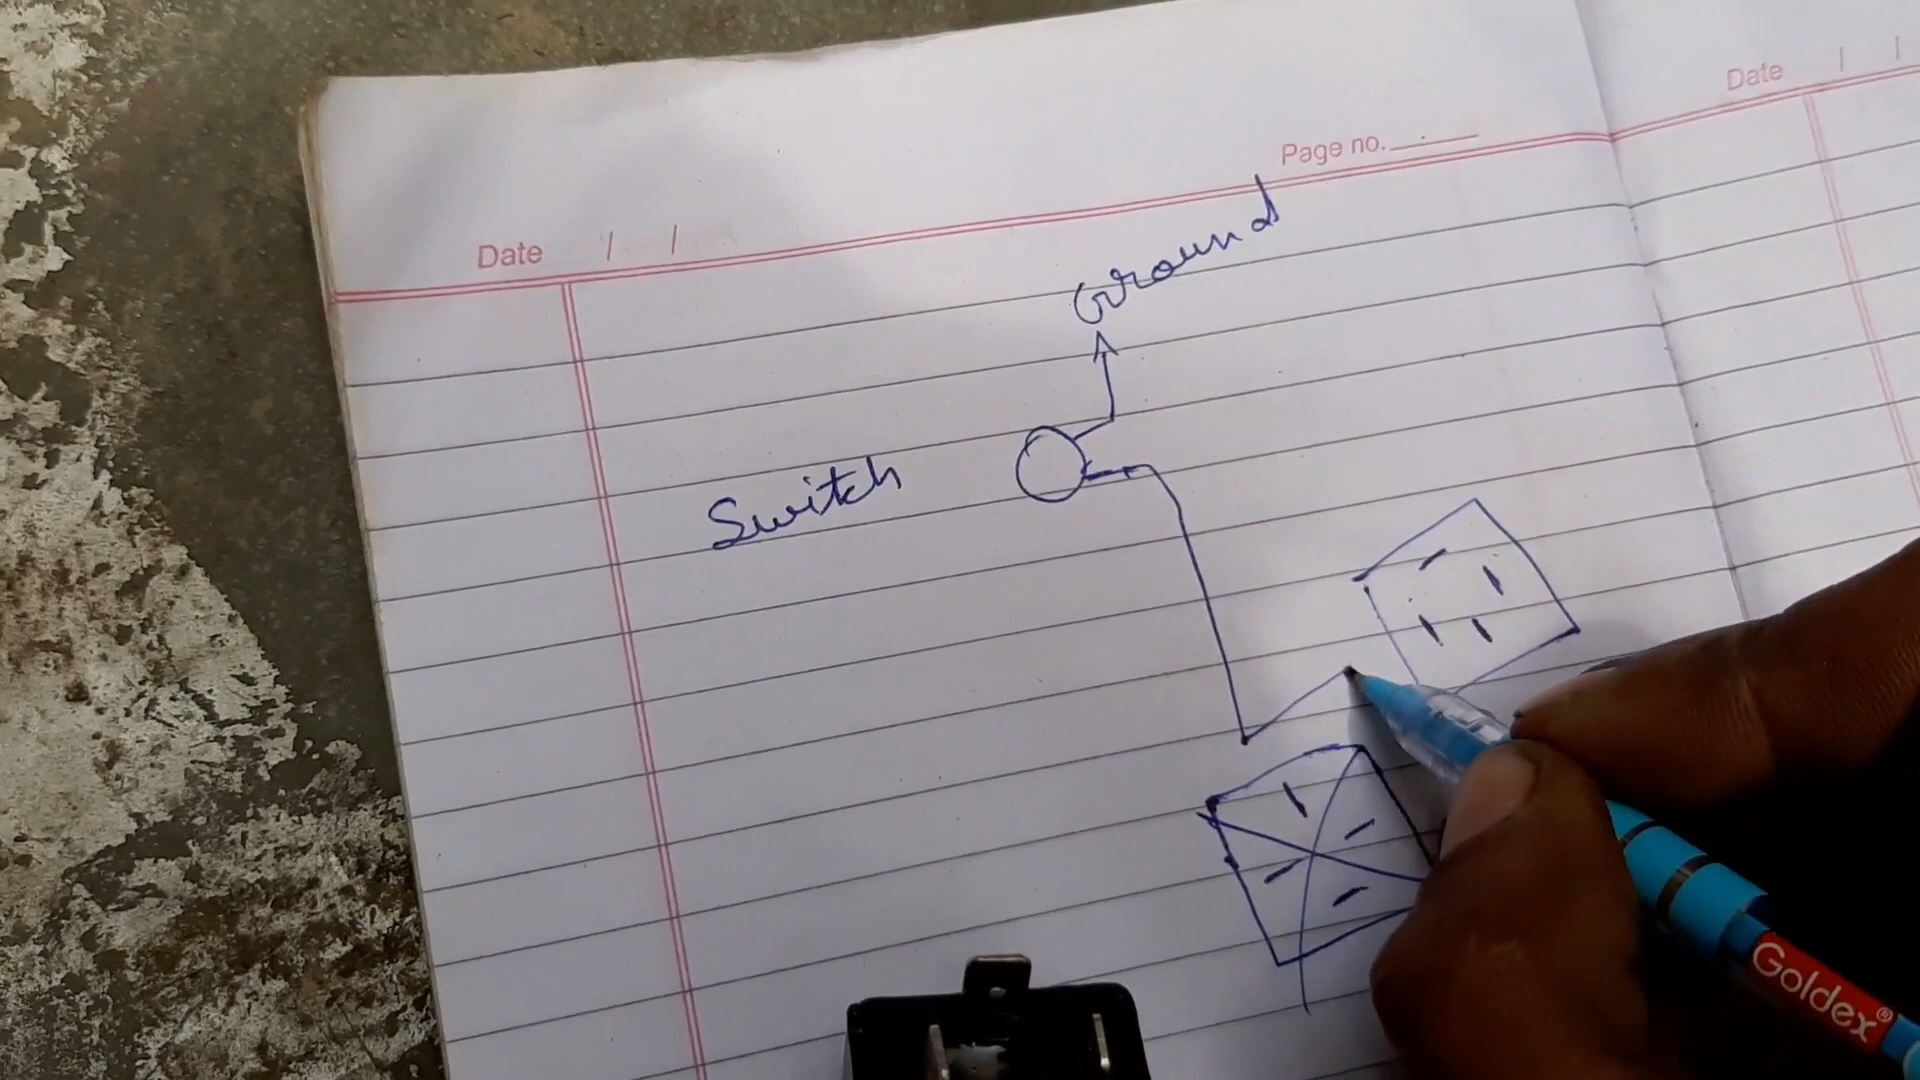 Date / /
Page no.
Date / /
Ground
Switch
Goldex®